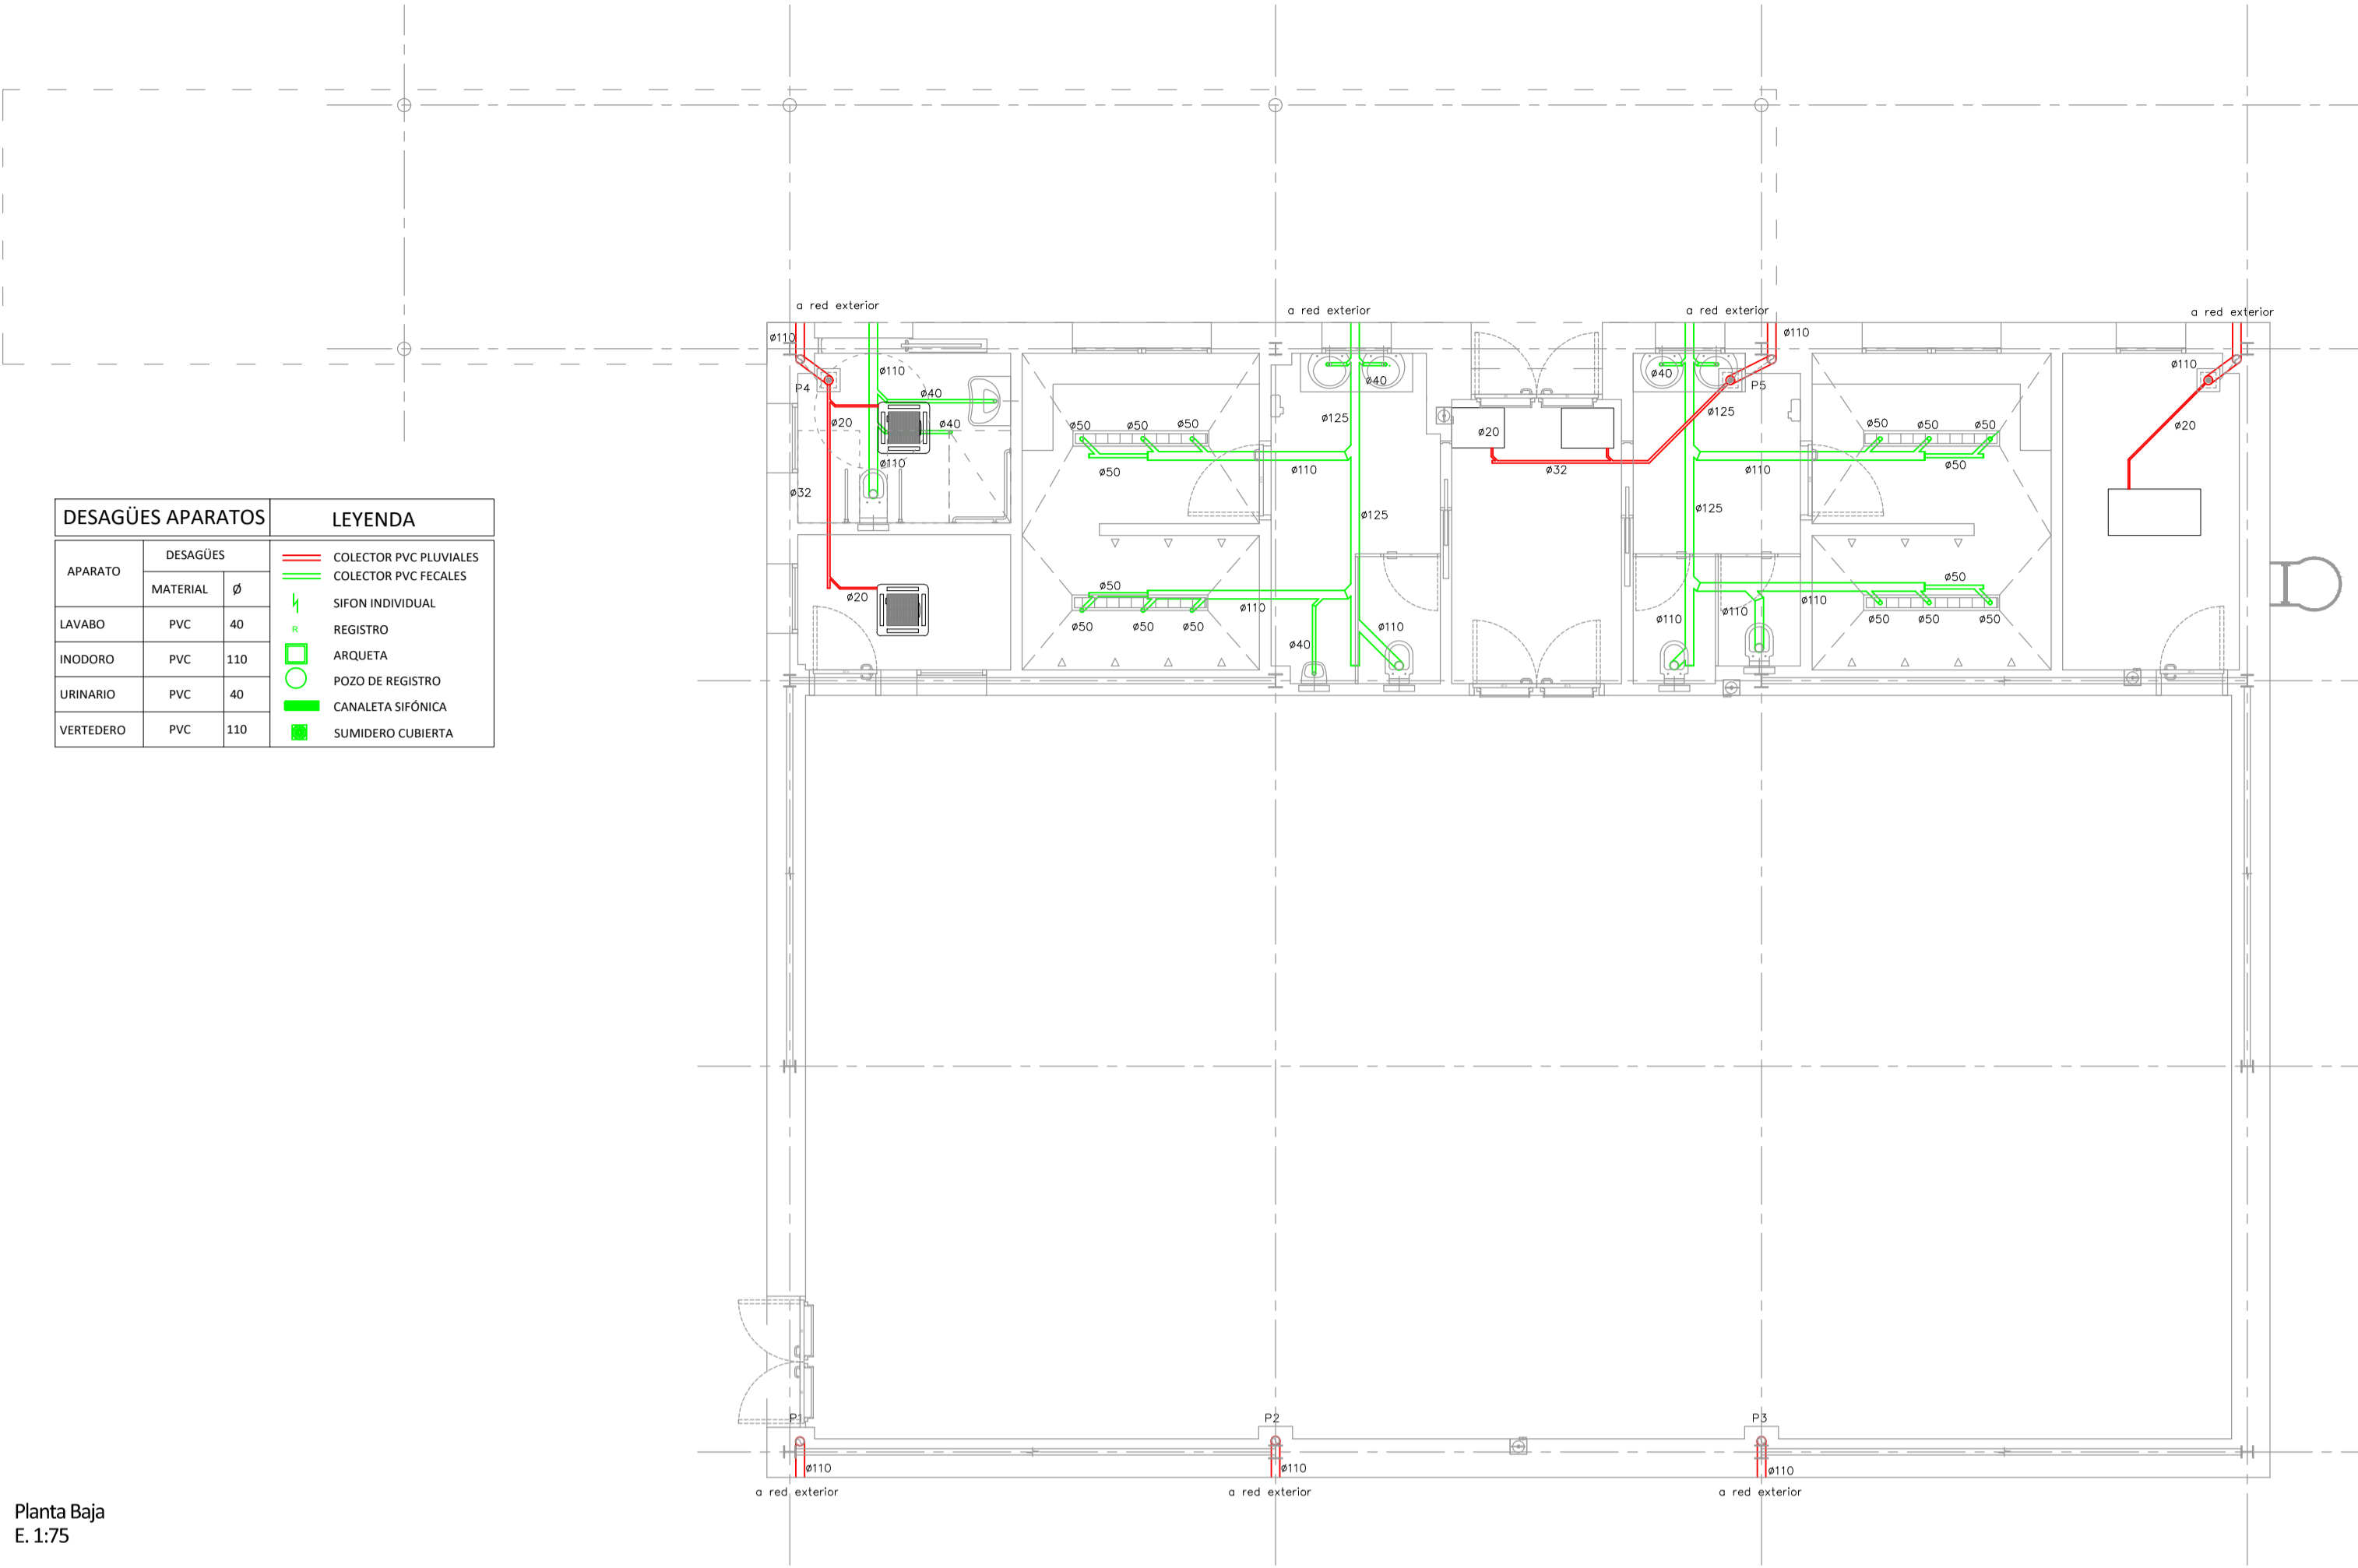 a red exterior
a red exterior
a red exterior
a red exterior
ø110
ø110
ø110
ø110
P4
ø40
ø40
ø40
P5
ø20
ø40
ø110
ø125
ø20
ø125
ø20
ø50
ø50
ø50
ø50
ø50
ø50
ø50
ø110
ø32
ø110
ø50
ø32
ø125
ø125
DESAGÜES APARATOS
LEYENDA
APARATO
DESAGÜES
MATERIAL
Ø
LAVABO
PVC
40
INODORO
PVC
110
URINARIO
PVC
40
VERTEDERO
PVC
110
COLECTOR PVC PLUVIALES
COLECTOR PVC FECALES
SIFON INDIVIDUAL
R
REGISTRO
ARQUETA
POZO DE REGISTRO
CANALETA SIFÓNICA
SUMIDERO CUBIERTA
ø20
ø50
ø110
ø50
ø50
ø50
ø50
ø40
ø110
ø110
ø110
ø110
ø50
ø50
ø50
ø50
P1
P2
P3
ø110
ø110
ø110
a red exterior
a red exterior
a red exterior
Planta Baja
E. 1:75